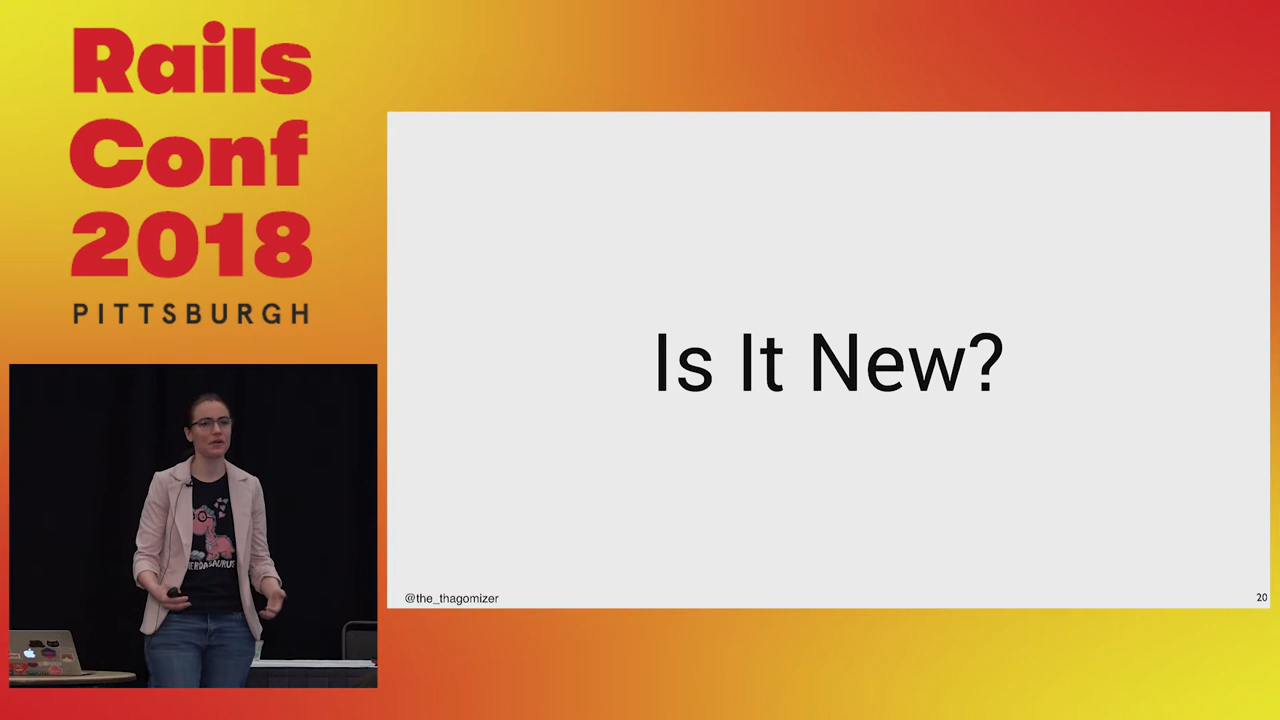 Rails
Conf
2018
PITTSBURGH
Is It New?
@the_thagomizer
20